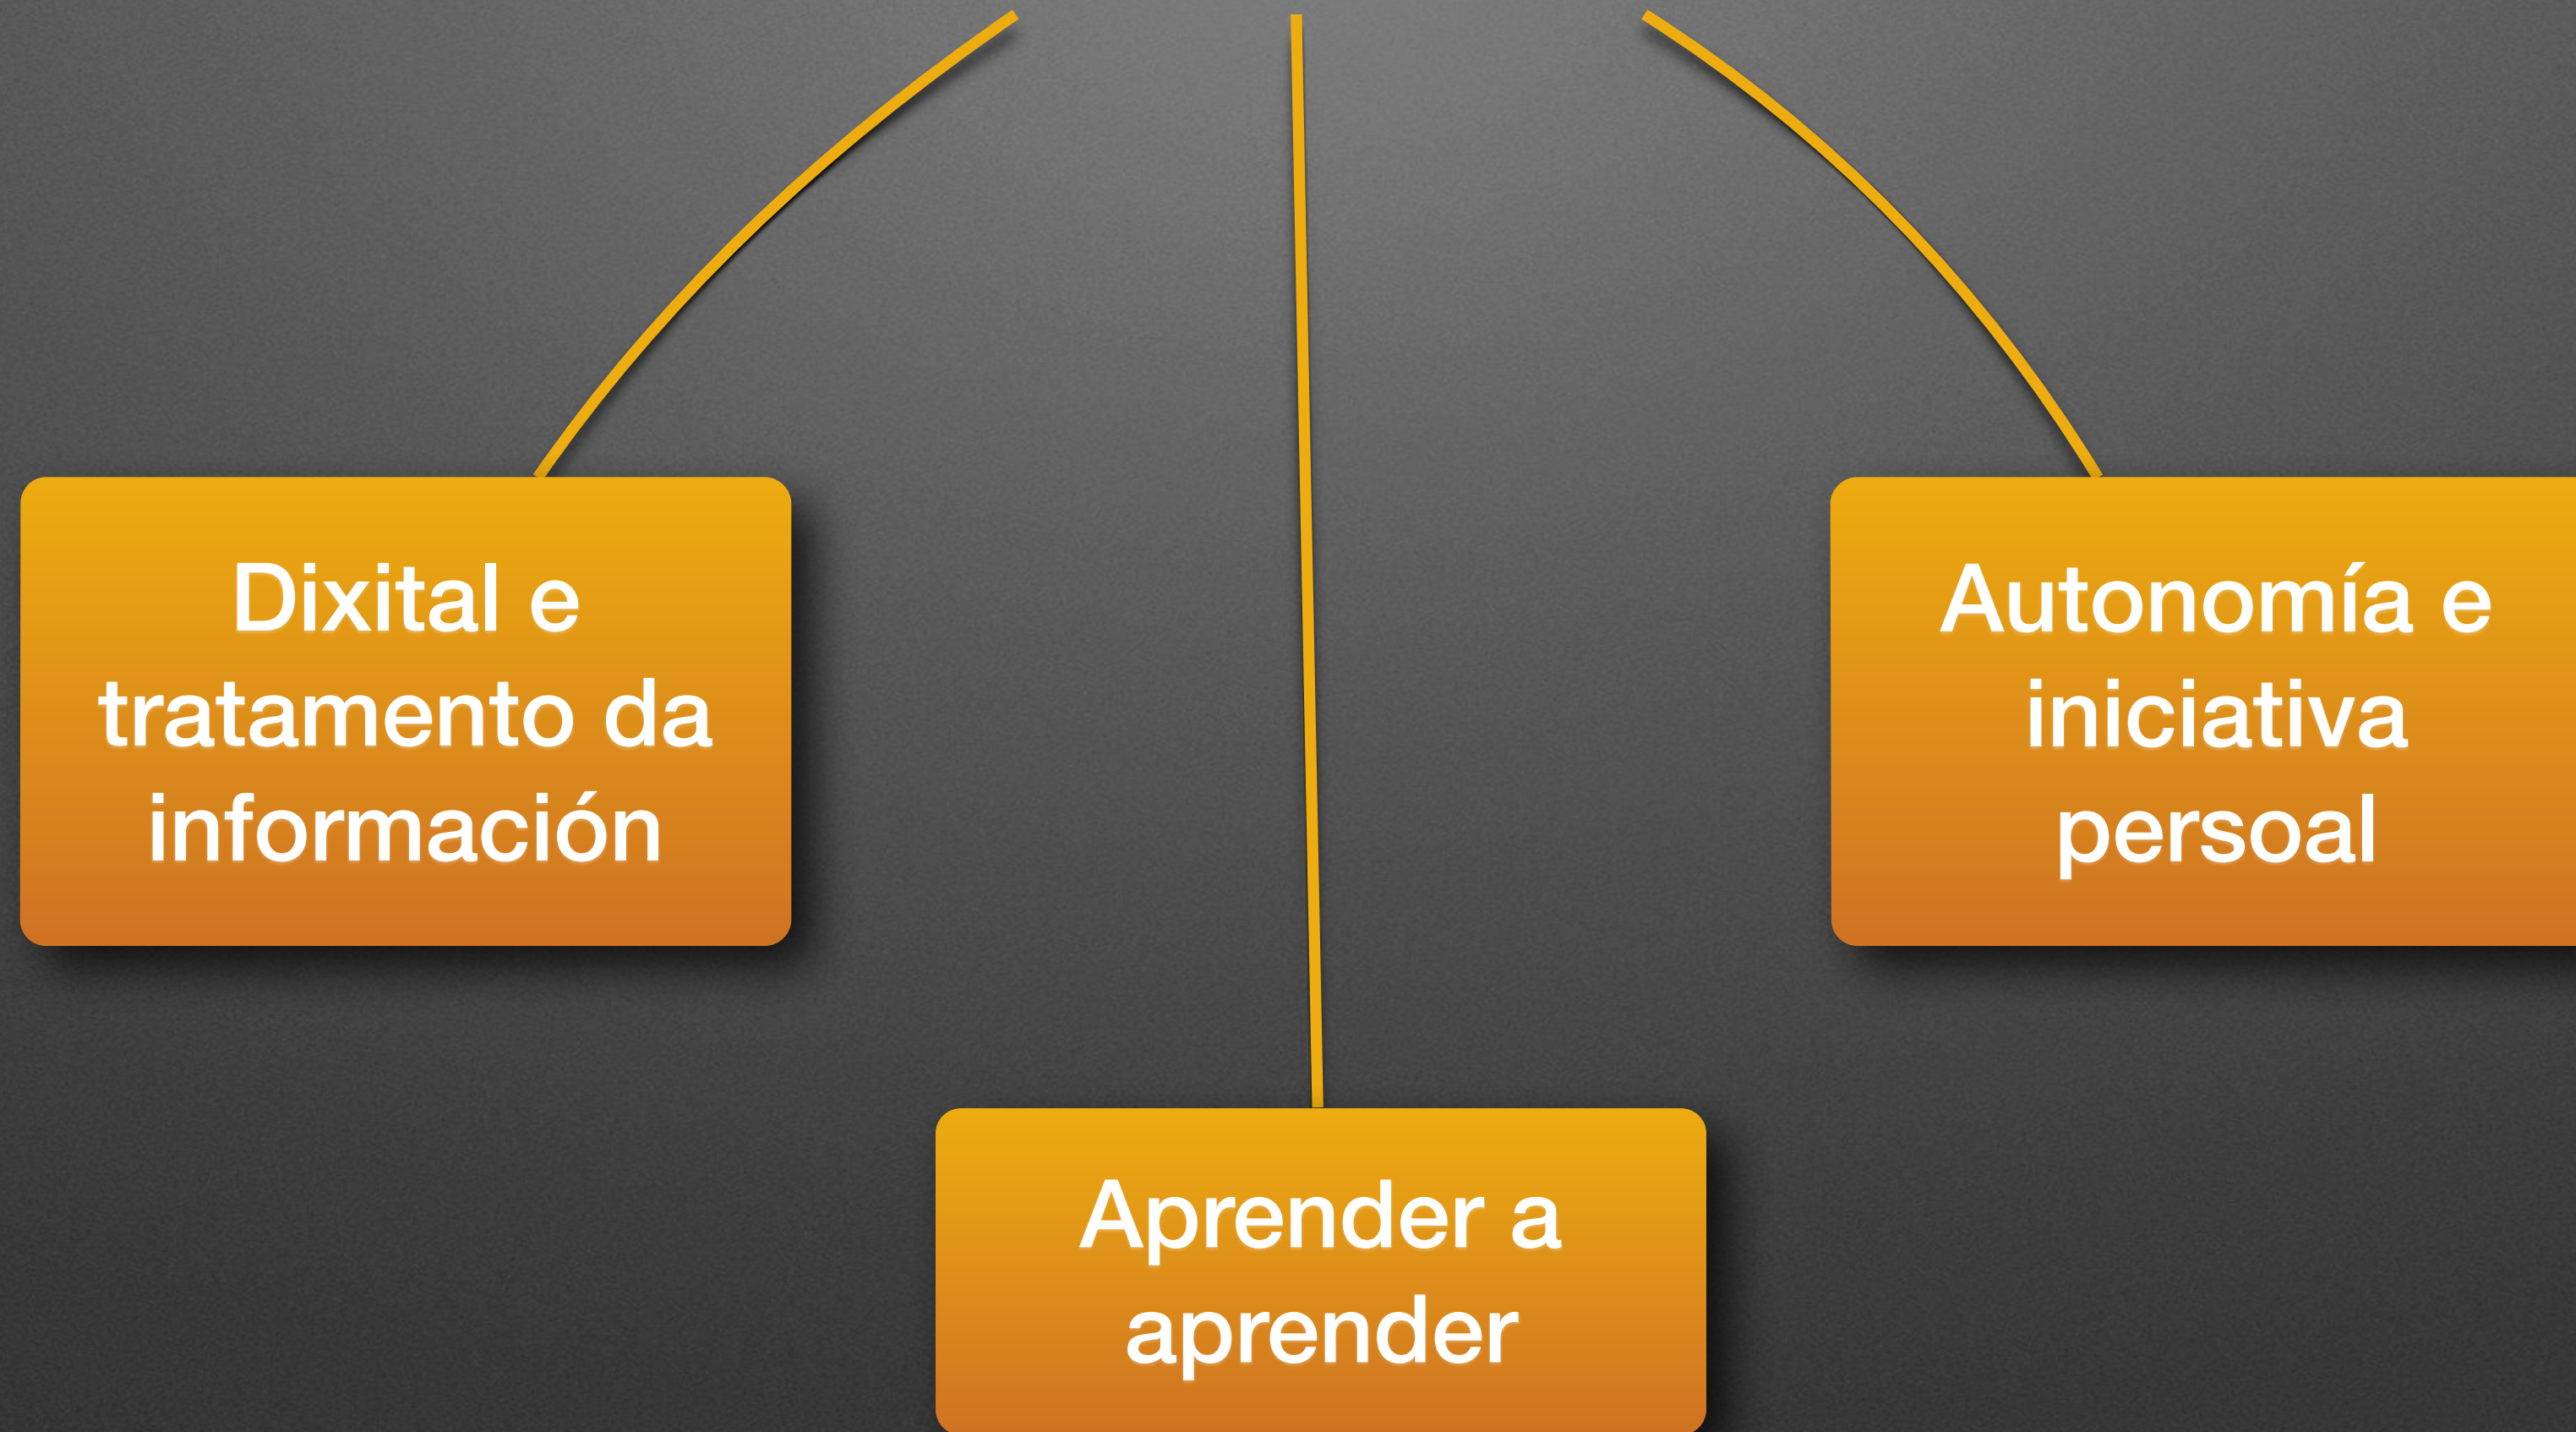 Dixital e
tratamento da
información
Autonomía e
iniciativa
persoal
Aprender a
aprender